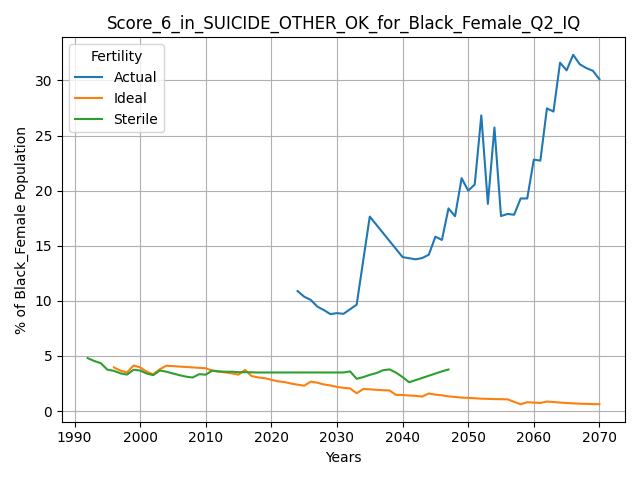 Score_6_in_SUICIDE_OTHER_OK_for_Black_Female_Q2_IQ
Fertility
Actual
Ideal
Sterile
% of Black_Female Population
30
25
20
15
10
5
0
1990 2000 2010 2020 2030 2040 2050 2060 2070
Years